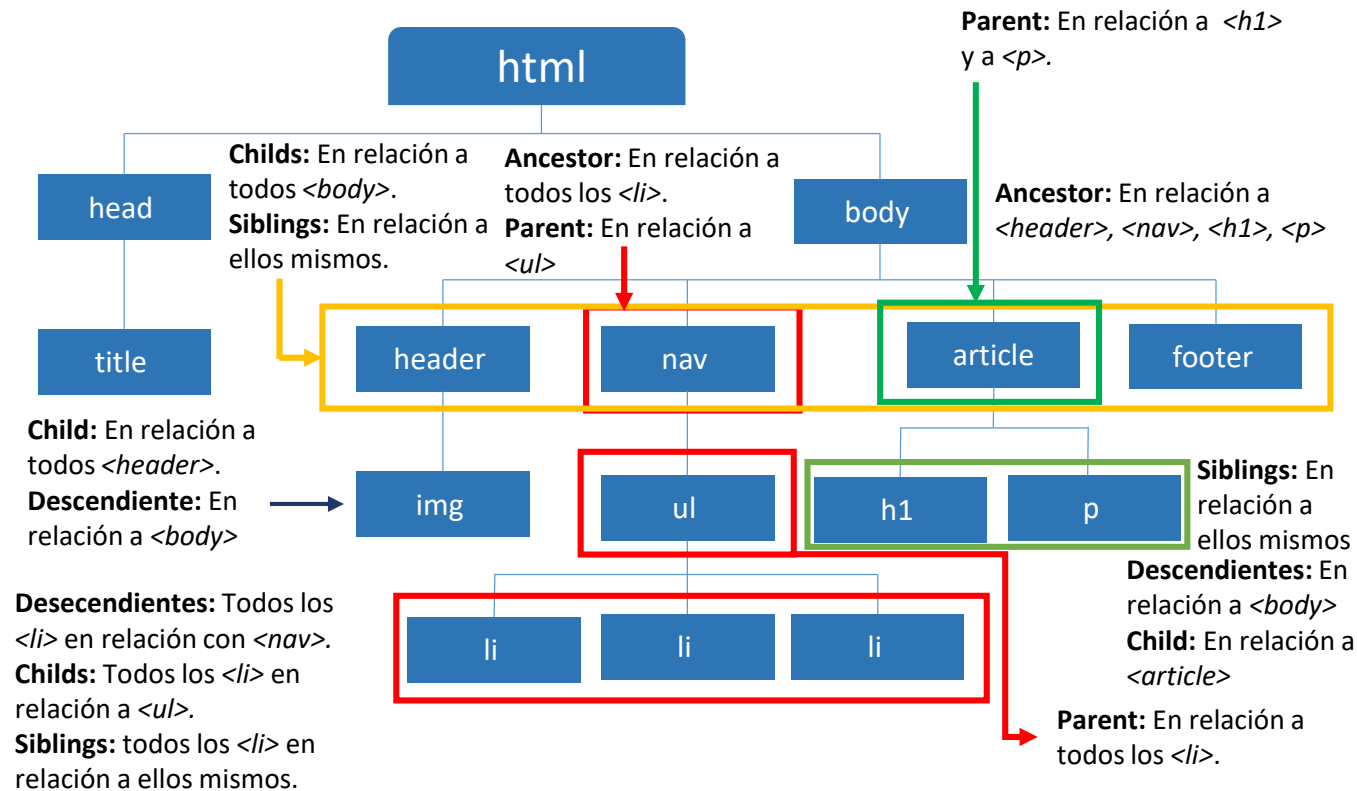 Parent: En relación a <h1>
y a <p>.
html
Childs: En relación a
todos <body>.
Siblings: En relación a
ellos mismos.
Ancestor: En relación a
todos los <li>.
Parent: En relación a
<ul>
head
body
Ancestor: En relación a
<header>, <nav>, <h1>, <p>
title
header
nav
article
footer
Child: En relación a
todos <header>.
Descendiente: En
relación a <body>
img
ul
h1
p
Siblings: En
relación a
ellos mismos
Descendientes: En
relación a <body>
Child: En relación a
<article>
Desecendientes: Todos los
<li> en relación con <nav>.
Childs: Todos los <li> en
relación a <ul>.
Siblings: todos los <li> en
relación a ellos mismos.
li
li
li
Parent: En relación a
todos los <li>.